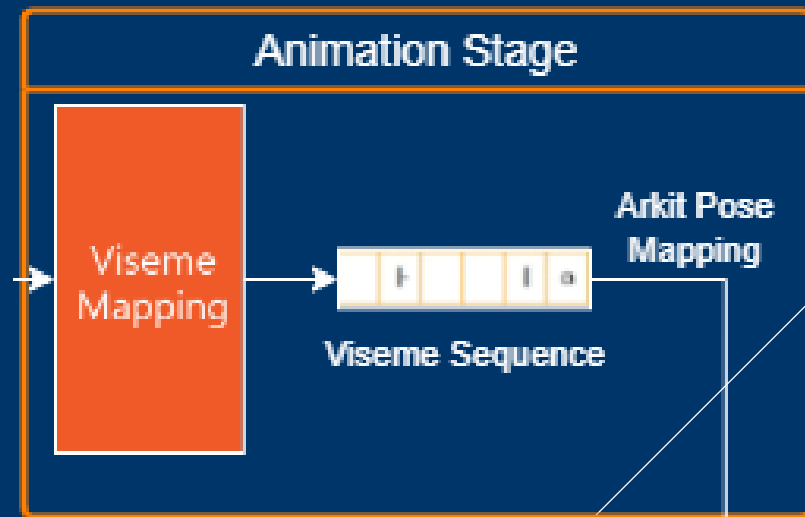 Animation Stage
Viseme
Mapping
Arkit Pose
Mapping
Viseme Sequence